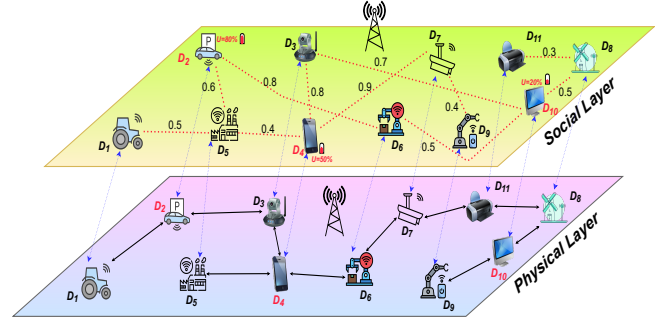 P
U=80%
D2
D3
D7
D11
D8
0.3
0.7
0.6
0.8
0.8
0.9
U=20%
0.5
0.4
D10
D1
0.5
D5
0.4
D4
U=50%
D6
0.5
D9
Social Layer
P
D2
D3
D7
D11
D8
D1
D5
D4
D6
D9
D10
Physical Layer